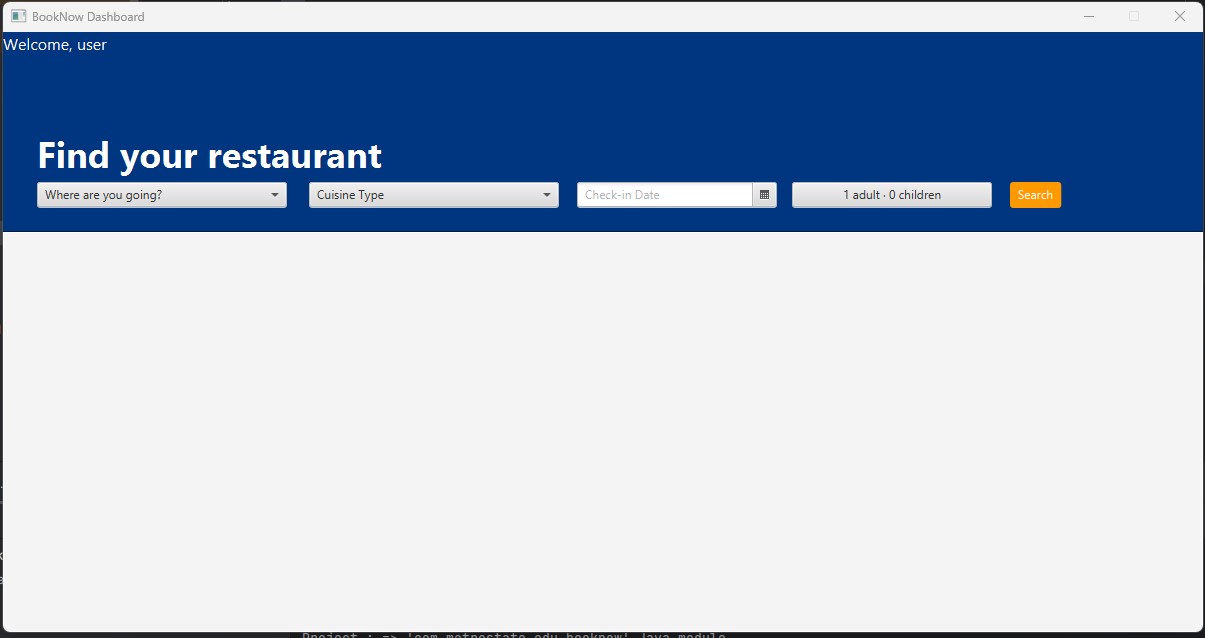 BookNow Dashboard
Welcome, user
Find your restaurant
Where are you going?
Cuisine Type
Check-in Date
1 adult · 0 children
Search
Project : => 'com.metrostate.edu.booknow' Java module